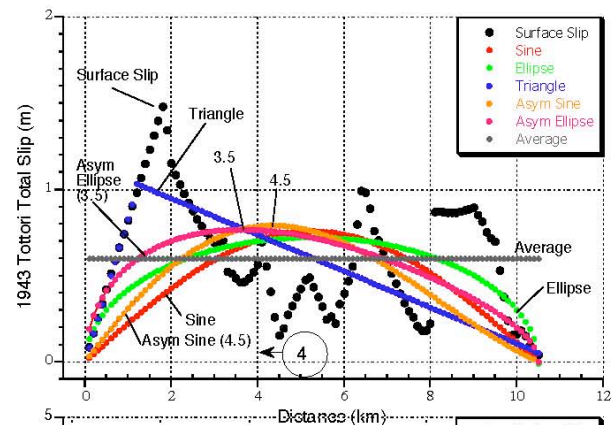 2
1
0
1943 Tottori Total Slip (m)
Surface Slip
Triangle
Asym
Ellipse
(3.5)
3.5
4.5
Average
Ellipse
Sine
Asym Sine (4.5)
4
Surface Slip
Sine
Ellipse
Triangle
Asym Sine
Asym Ellipse
Average
0
2
4
6
8
10
12
Distance (km)
5